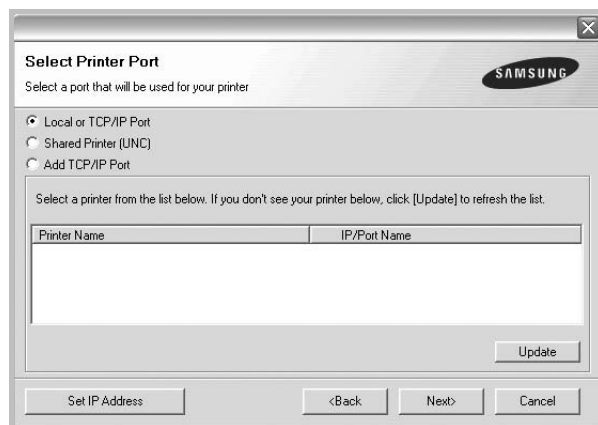 Select Printer Port
Select a port that will be used for your printer
SAMSUNG
Local or TCP/IP Port
Shared Printer (UNC)
Add TCP/IP Port
Select a printer from the list below. If you don't see your printer below, click [Update] to refresh the list.
Printer Name IP/Port Name
Update
Set IP Address <Back Next> Cancel